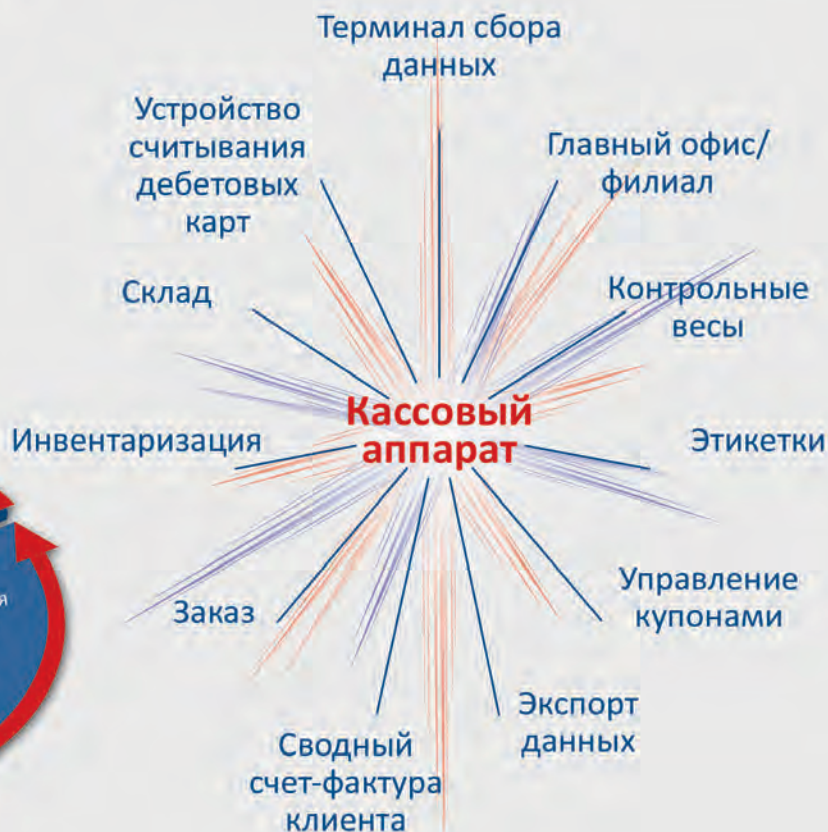 Терминал сбора
данных
Устройство
считывания
дебетовых
карт
Главный офис/
филиал
Склад
Контрольные
весы
Кассовый
аппарат
Инвентаризация
Этикетки
Заказ
Управление
купонами
Сводный
счет-фактура
клиента
Экспорт
данных